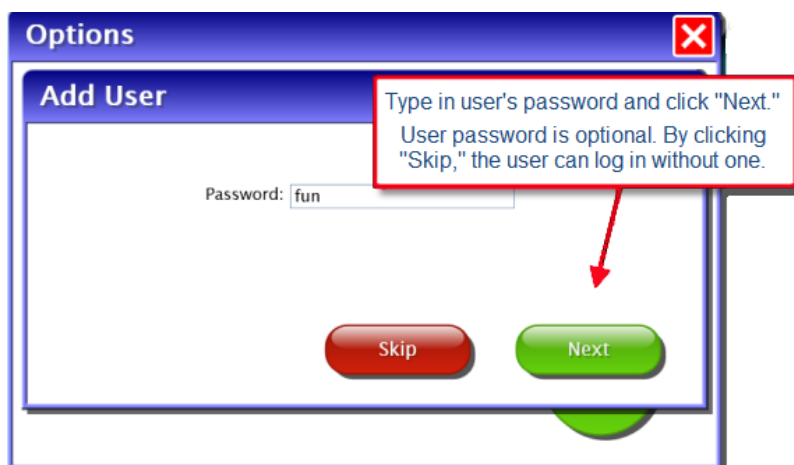 Options
Add User
Type in user's password and click "Next."
User password is optional. By clicking
"Skip," the user can log in without one.
Password: fun
Skip Next